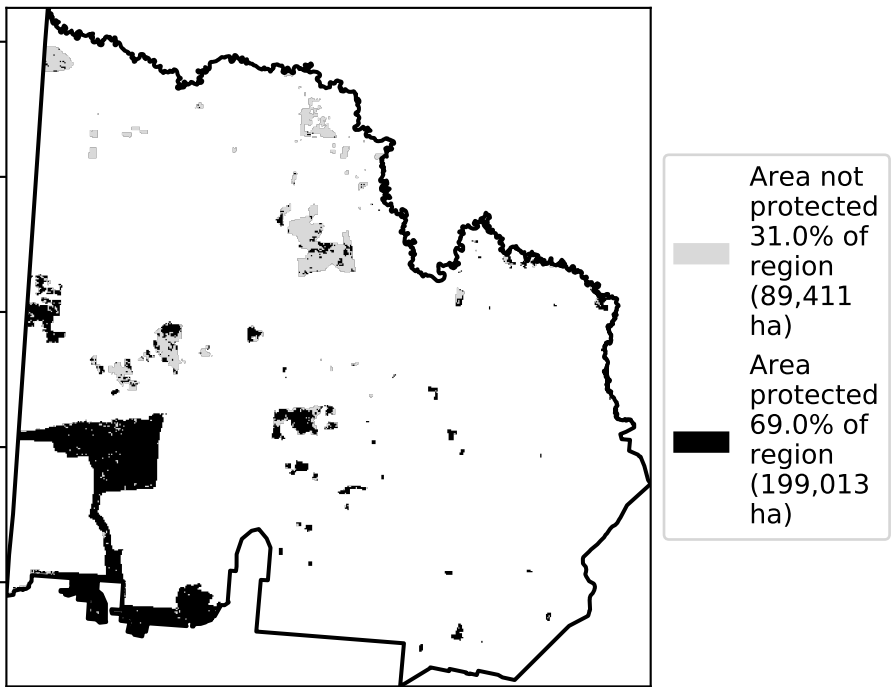 Area not
protected
31.0% of
region
(89,411
ha)
Area
protected
69.0% of
region
(199,013
ha)